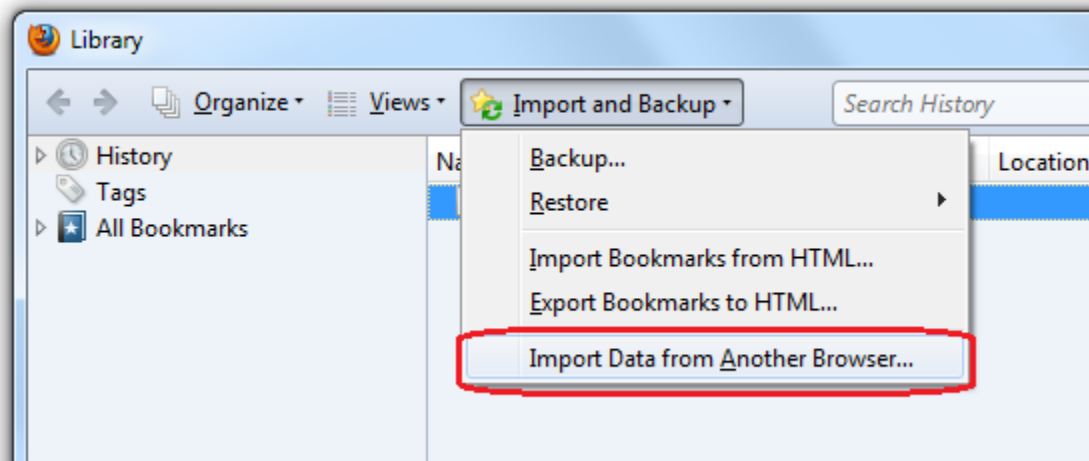 Library
Organize Views Import and Backup Search History
History
Tags
All Bookmarks
Location
Backup...
Restore
Import Bookmarks from HTML...
Export Bookmarks to HTML...
Import Data from Another Browser...